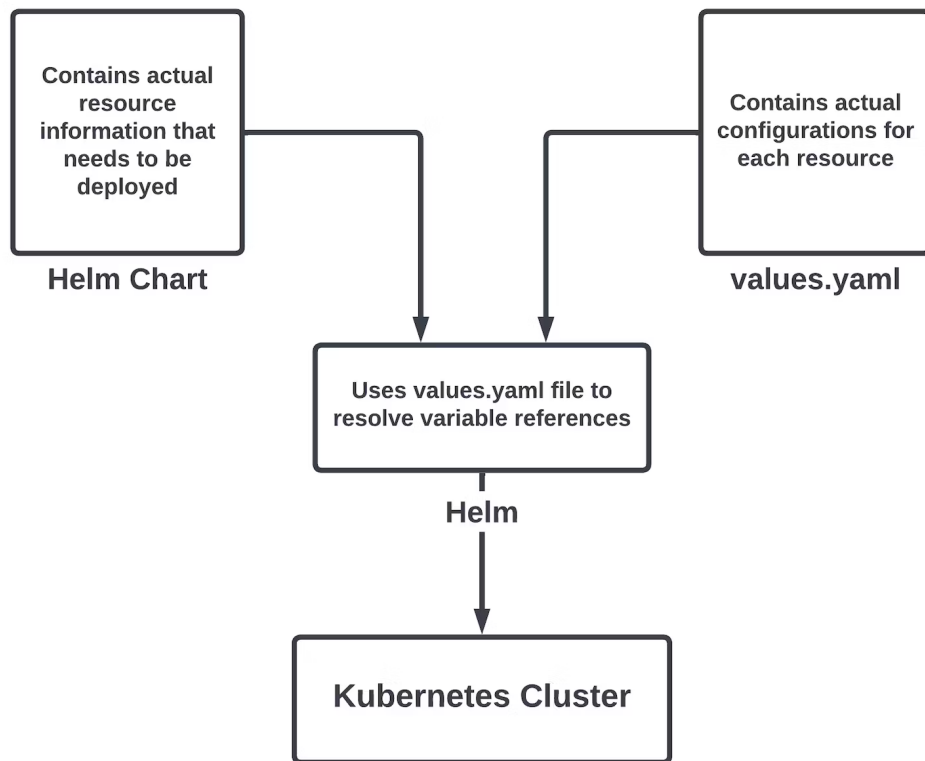 Contains actual
resource
information that
needs to be
deployed
Helm Chart
Contains actual
configurations for
each resource
values.yaml
Uses values.yaml file to
resolve variable references
Helm
Kubernetes Cluster